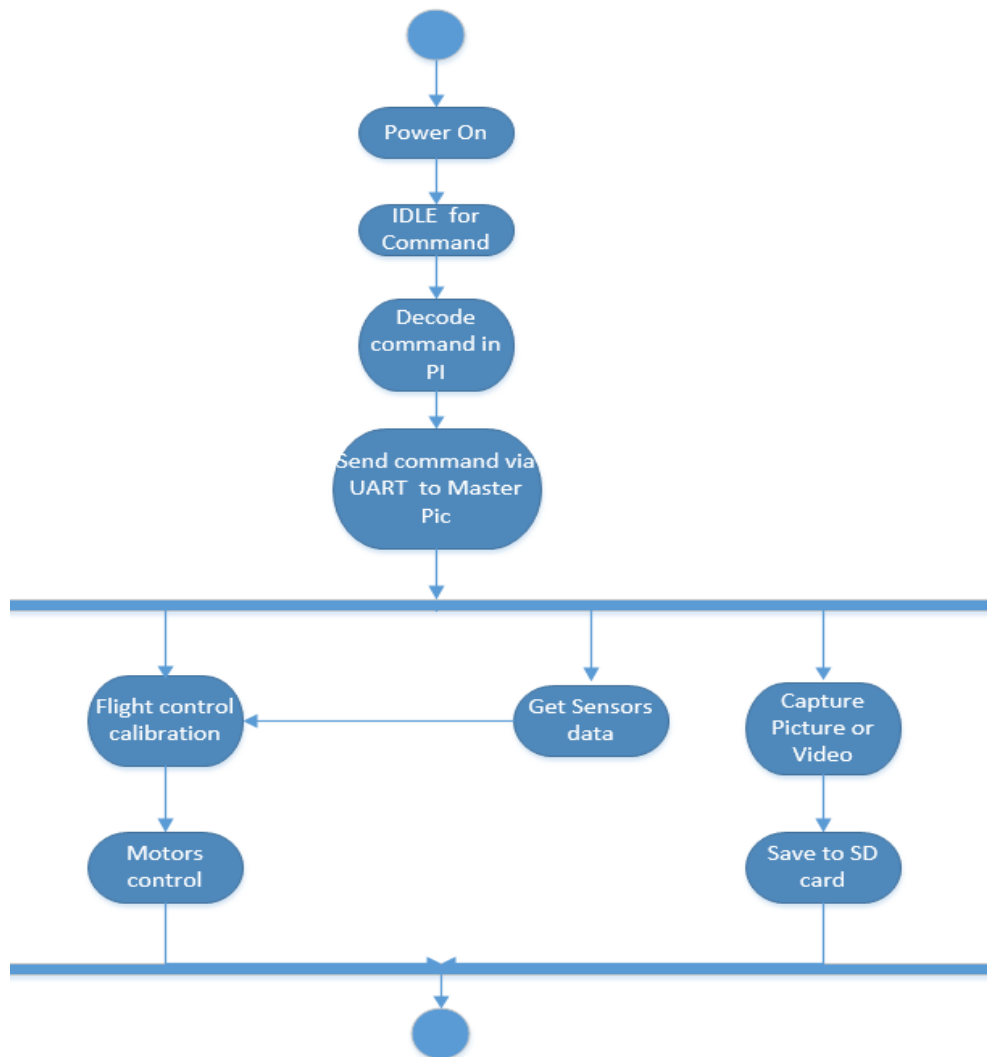 Power On
IDLE for
Command
Decode
command in
PI
Send command via
UART to Master
Pic
Flight control
calibration
Get Sensors
data
Capture
Picture or
Video
Motors
control
Save to SD
card